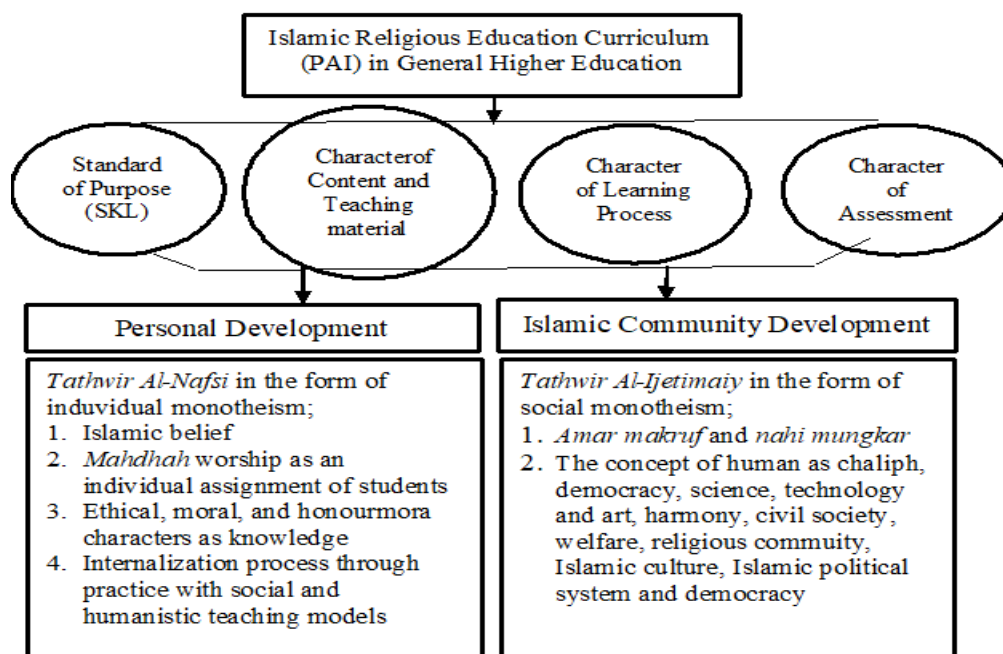 Islamic Religious Education Curriculum
(PAI) in General Higher Education
Standard
of Purpose
(SKL)
Characterof
Content and
Teaching
material
Character
of Learning
Process
Character
of
Assessment
Personal Development
Tathwir Al-Nafsi in the form of
induvidual monotheism;
1. Islamic belief
2. Mahdhah worship as an
individual assignment of students
3. Ethical, moral, and honourmora
characters as knowledge
4. Internalization process through
practice with social and
humanistic teaching models
Islamic Community Development
Tathwir Al-Ijetimaiy in the form of
social monotheism;
1. Amar makruf and nahi mungkar
2. The concept of human as chaliph,
democracy, science, technology
and art, harmony, civil society,
welfare, religious commuity,
Islamic culture, Islamic political
system and democracy